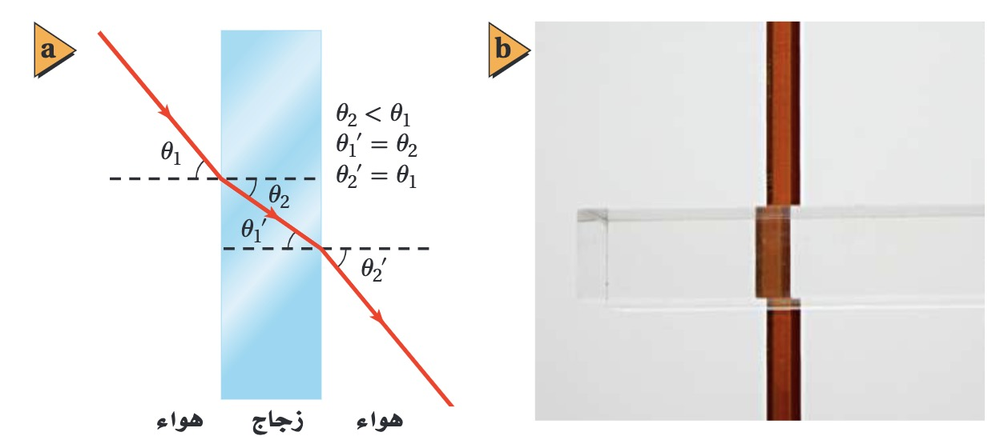 a
b
θ₂ < θ₁
θ₁′ = θ₂
θ₂′ = θ₁
θ₁
θ₂
θ₁′
θ₂′
هواء زجاج هواء